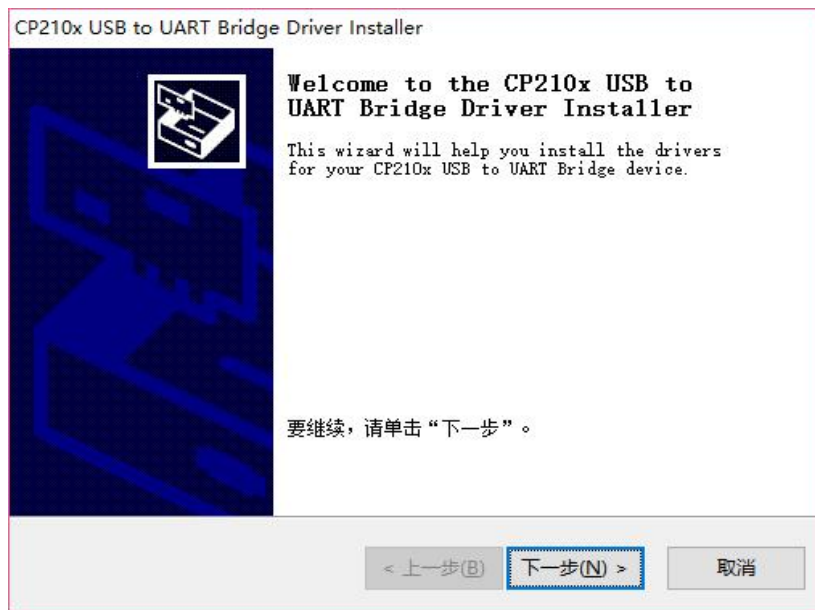 CP210x USB to UART Bridge Driver Installer
Welcome to the CP210x USB to
UART Bridge Driver Installer
This wizard will help you install the drivers
for your CP210x USB to UART Bridge device.
要继续，请单击“下一步”。
< 上一步(B)
下一步(N) >
取消